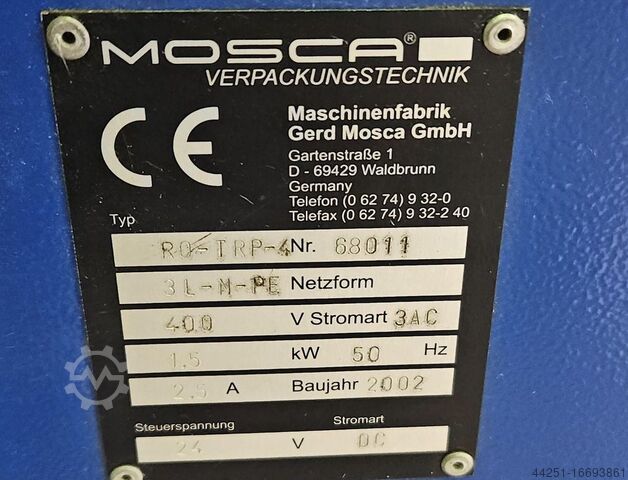 MOSCA®
VERPACKUNGSTECHNIK
CE
Maschinenfabrik
Gerd Mosca GmbH
Gartenstraße 1
D - 69429 Waldbrunn
Germany
Telefon (0 62 74) 9 32-0
Telefax (0 62 74) 9 32-2 40
Typ
RO-TRP-4 Nr. 68011
3L-N-PE Netzform
400 V Stromart 3AC
1.5 kW 50 Hz
2.5 A Baujahr 2002
Steuerspannung Stromart
24 V DC
44251-16693861